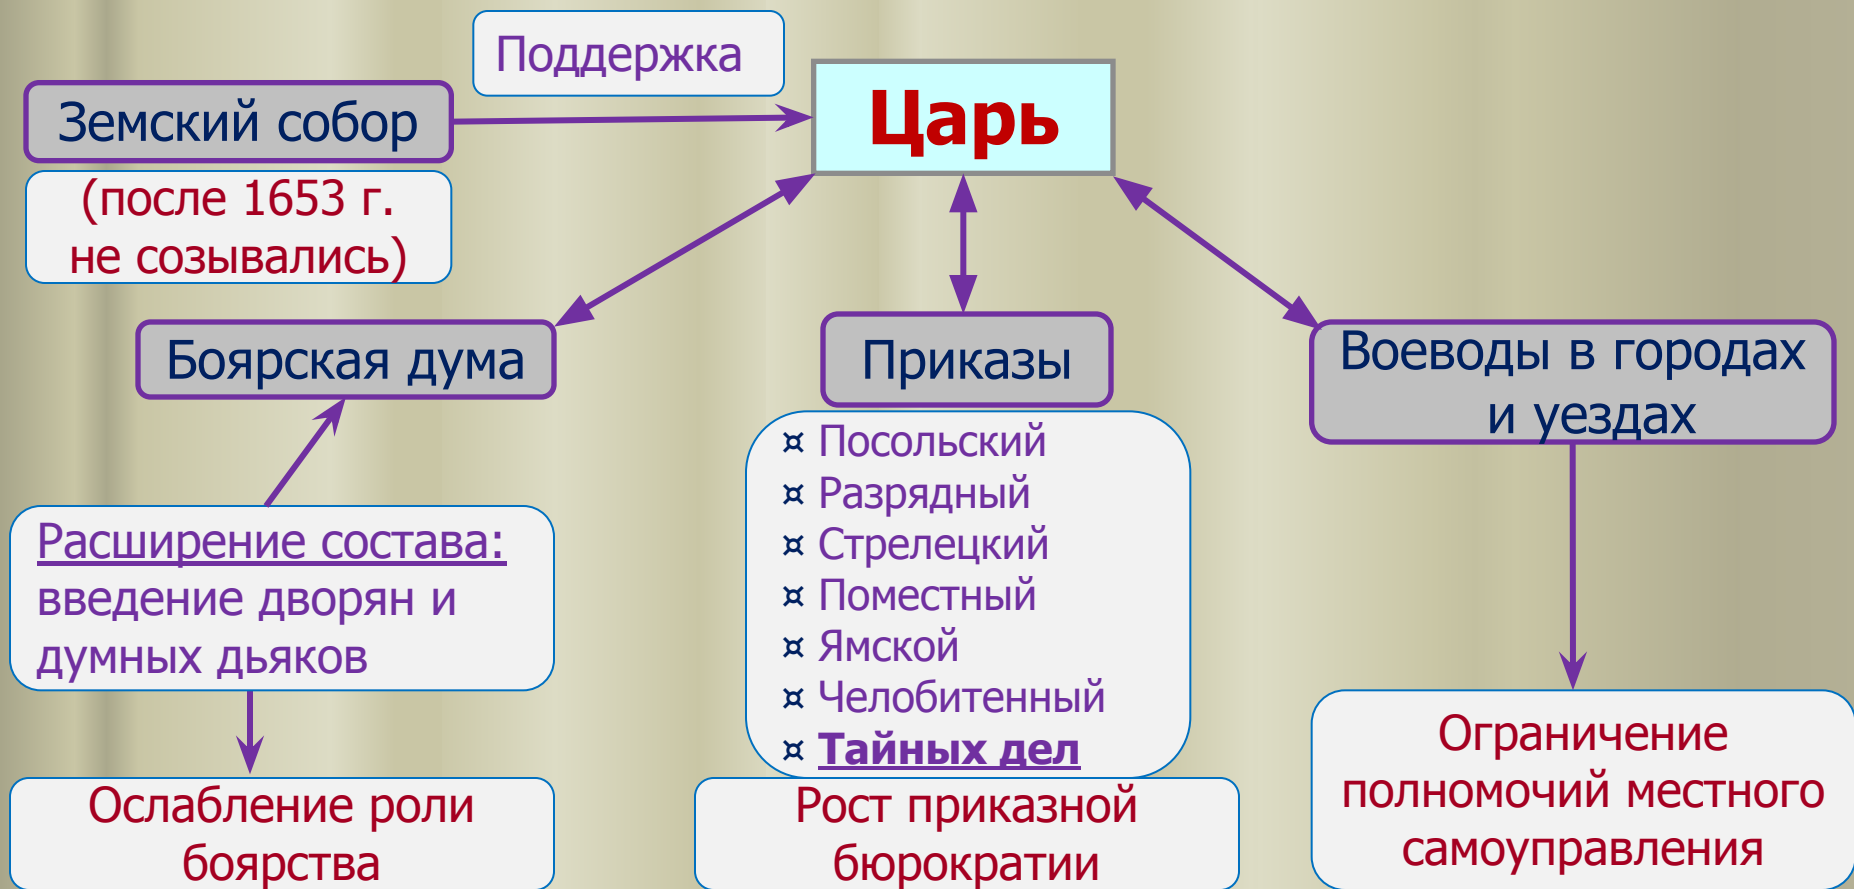 Поддержка
Земский собор
Царь
(после 1653 г.
не созывались)
Боярская дума
Приказы
Воеводы в городах
и уездах
Расширение состава:
введение дворян и
думных дьяков
¤ Посольский
¤ Разрядный
¤ Стрелецкий
¤ Поместный
¤ Ямской
¤ Челобитенный
¤ Тайных дел
Ослабление роли
боярства
Рост приказной
бюрократии
Ограничение
полномочий местного
самоуправления